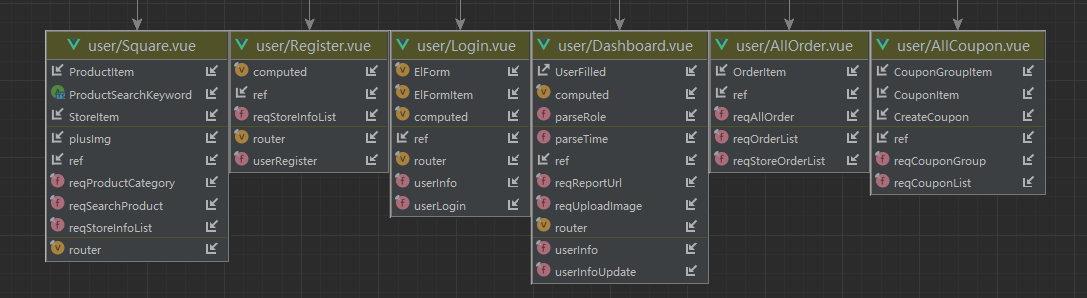 user/Square.vue
ProductItem
ProductSearchKeyword
StoreItem
plusImg
ref
reqProductCategory
reqSearchProduct
reqStoreInfoList
router
user/Register.vue
computed
ref
reqStoreInfoList
router
userRegister
user/Login.vue
ElForm
ElFormItem
computed
ref
router
userInfo
userLogin
user/Dashboard.vue
UserFilled
computed
parseRole
parseTime
ref
reqReportUrl
reqUploadImage
router
userInfo
userInfoUpdate
user/AllOrder.vue
OrderItem
ref
reqAllOrder
reqOrderList
reqStoreOrderList
user/AllCoupon.vue
CouponGroupItem
CouponItem
CreateCoupon
ref
reqCouponGroup
reqCouponList